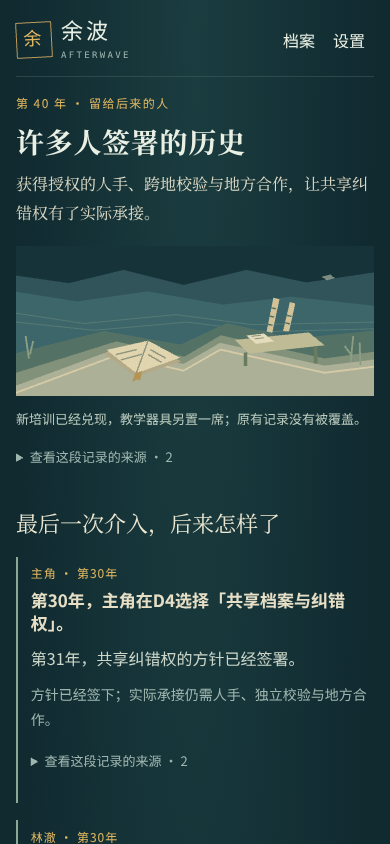 余
余波
AFTERWAVE
档案 设置
第 40 年 · 留给后来的人
许多人签署的历史
获得授权的人手、跨地校验与地方合作，让共享纠
错权有了实际承接。
新培训已经兑现，教学器具另置一席；原有记录没有被覆盖。
▶ 查看这段记录的来源 · 2
最后一次介入，后来怎样了
主角 · 第30年
第30年，主角在D4选择「共享档案与纠错
权」。
第31年，共享纠错权的方针已经签署。
方针已经签下；实际承接仍需人手、独立校验与地方合
作。
▶ 查看这段记录的来源 · 2
林澈 · 第30年